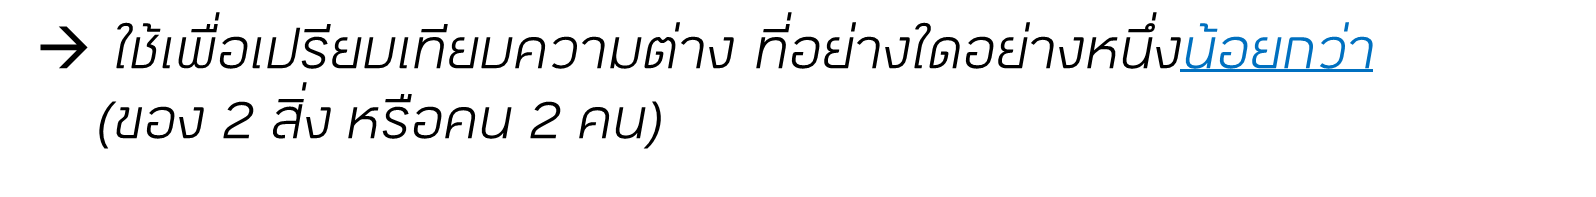 → ใช้เพื่อเปรียบเทียบความต่าง ที่อย่างใดอย่างหนึ่งน้อยกว่า
(ของ 2 สิ่ง หรือคน 2 คน)